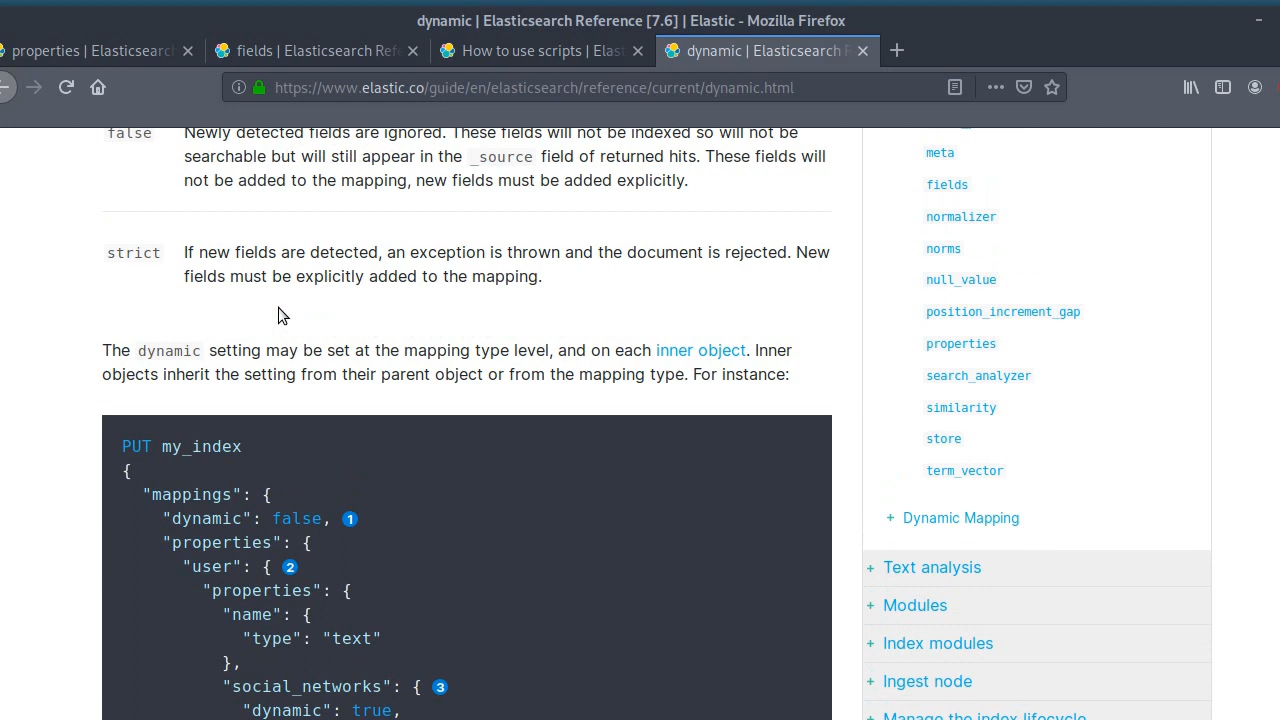 dynamic | Elasticsearch Reference [7.6] | Elastic - Mozilla Firefox
properties | Elasticsearch
fields | Elasticsearch Ref
How to use scripts | Elast
dynamic | Elasticsearch R
https://www.elastic.co/guide/en/elasticsearch/reference/current/dynamic.html
false Newly detected fields are ignored. These fields will not be indexed so will not be
searchable but will still appear in the _source field of returned hits. These fields will
not be added to the mapping, new fields must be added explicitly.
strict If new fields are detected, an exception is thrown and the document is rejected. New
fields must be explicitly added to the mapping.
The dynamic setting may be set at the mapping type level, and on each inner object. Inner
objects inherit the setting from their parent object or from the mapping type. For instance:
PUT my_index
{
"mappings": {
"dynamic": false, 1
"properties": {
"user": { 2
"properties": {
"name": {
"type": "text"
},
"social_networks": { 3
"dynamic": true,
meta
fields
normalizer
norms
null_value
position_increment_gap
properties
search_analyzer
similarity
store
term_vector
+ Dynamic Mapping
+ Text analysis
+ Modules
+ Index modules
+ Ingest node
Manage the index lifecycle